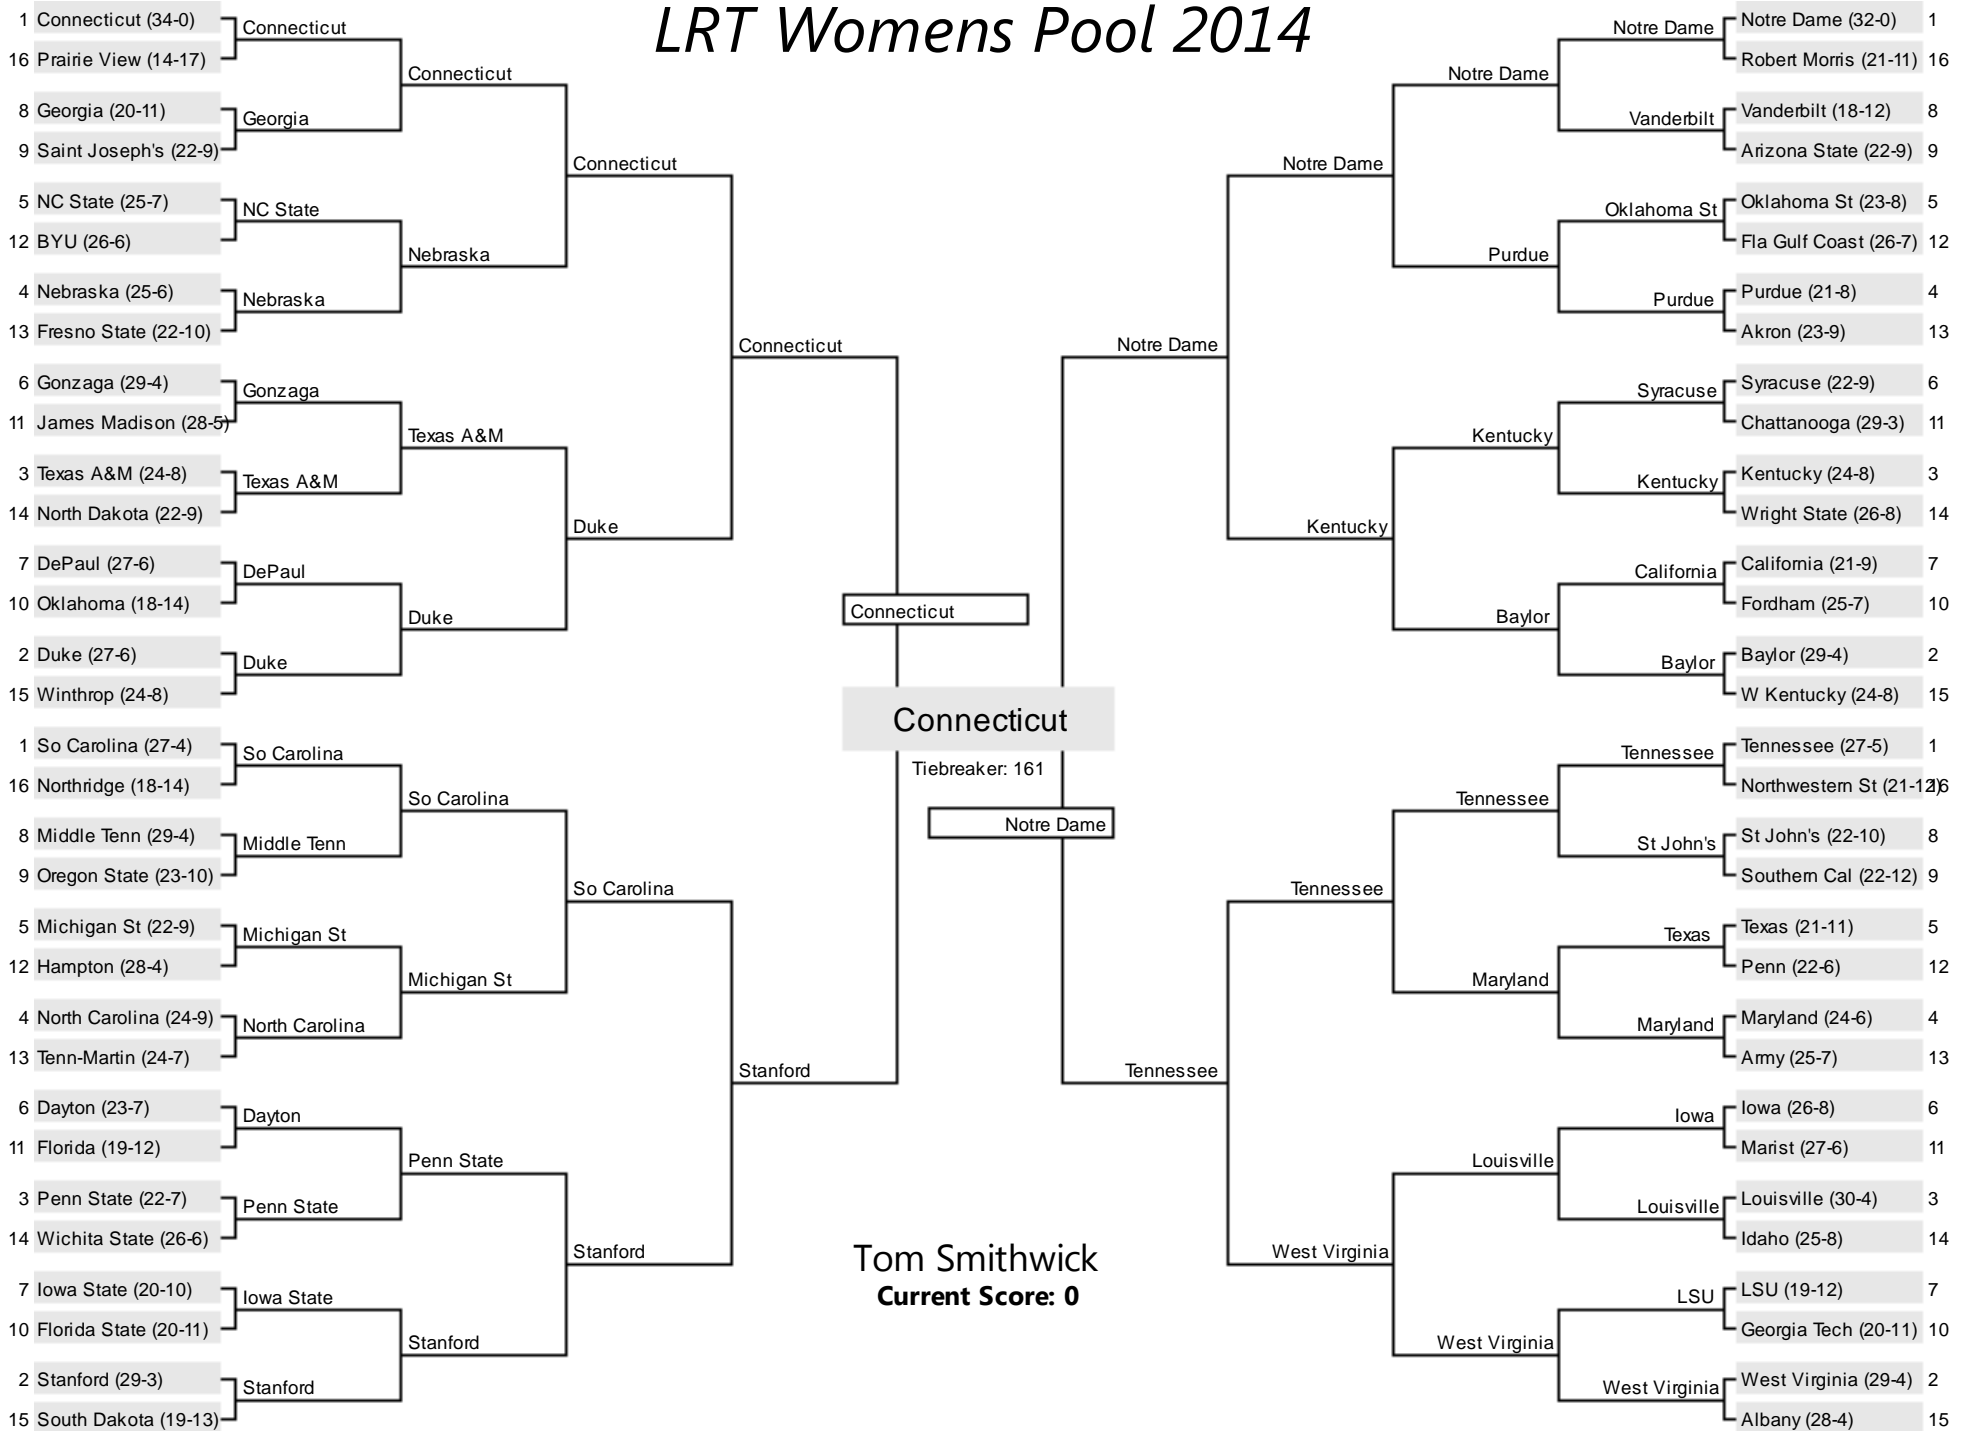 LRT Womens Pool 2014
1 Connecticut (34-0)
16 Prairie View (14-17)
8 Georgia (20-11)
9 Saint Joseph's (22-9)
5 NC State (25-7)
12 BYU (26-6)
4 Nebraska (25-6)
13 Fresno State (22-10)
6 Gonzaga (29-4)
11 James Madison (28-5)
3 Texas A&M (24-8)
14 North Dakota (22-9)
7 DePaul (27-6)
10 Oklahoma (18-14)
2 Duke (27-6)
15 Winthrop (24-8)
1 So Carolina (27-4)
16 Northridge (18-14)
8 Middle Tenn (29-4)
9 Oregon State (23-10)
5 Michigan St (22-9)
12 Hampton (28-4)
4 North Carolina (24-9)
13 Tenn-Martin (24-7)
6 Dayton (23-7)
11 Florida (19-12)
3 Penn State (22-7)
14 Wichita State (26-6)
7 Iowa State (20-10)
10 Florida State (20-11)
2 Stanford (29-3)
15 South Dakota (19-13)
Connecticut
Georgia
NC State
Nebraska
Gonzaga
Texas A&M
DePaul
Duke
So Carolina
Middle Tenn
Michigan St
North Carolina
Dayton
Penn State
Iowa State
Stanford
Connecticut
Nebraska
Texas A&M
Duke
So Carolina
Michigan St
Penn State
Stanford
Connecticut
Duke
So Carolina
Stanford
Connecticut
Stanford
Connecticut
Connecticut
Tiebreaker: 161
Notre Dame
Tom Smithwick
Current Score: 0
Notre Dame
Tennessee
Notre Dame
Kentucky
Tennessee
West Virginia
Notre Dame
Purdue
Kentucky
Baylor
Tennessee
Maryland
Louisville
West Virginia
Notre Dame
Vanderbilt
Oklahoma St
Purdue
Syracuse
Kentucky
California
Baylor
Tennessee
St John's
Texas
Maryland
Iowa
Louisville
LSU
West Virginia
Notre Dame (32-0) 1
Robert Morris (21-11) 16
Vanderbilt (18-12) 8
Arizona State (22-9) 9
Oklahoma St (23-8) 5
Fla Gulf Coast (26-7) 12
Purdue (21-8) 4
Akron (23-9) 13
Syracuse (22-9) 6
Chattanooga (29-3) 11
Kentucky (24-8) 3
Wright State (26-8) 14
California (21-9) 7
Fordham (25-7) 10
Baylor (29-4) 2
W Kentucky (24-8) 15
Tennessee (27-5) 1
Northwestern St (21-12) 16
St John's (22-10) 8
Southern Cal (22-12) 9
Texas (21-11) 5
Penn (22-6) 12
Maryland (24-6) 4
Army (25-7) 13
Iowa (26-8) 6
Marist (27-6) 11
Louisville (30-4) 3
Idaho (25-8) 14
LSU (19-12) 7
Georgia Tech (20-11) 10
West Virginia (29-4) 2
Albany (28-4) 15